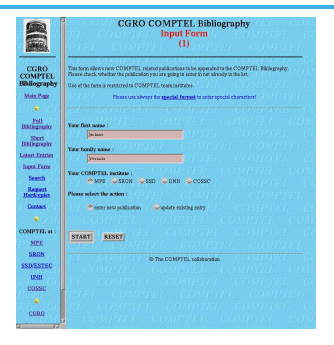 CGRO COMPTEL Bibliography
Input Form
(1)
CGRO
COMPTEL
Bibliography
Main Page
Full
Bibliography
Short
Bibliography
Latest Entries
Input Form
Search
Request
Hardcopies
Contact
COMPTEL at :
MPE
SRON
SSD/ESTEC
UNH
COSSC
CGRO
This form allows new COMPTEL related publications to be appended to the COMPTEL Bibliography.
Please check whether the publication you are going to enter is not already in the list.
Use of the form is restricted to COMPTEL team institutes.
Please use always the special format to enter special characters!
Your first name :
Your family name :
Your COMPTEL institute :
MPE SRON SSD UNH COSSC
Please select the action :
enter new publication update existing entry
START RESET
© The COMPTEL collaboration